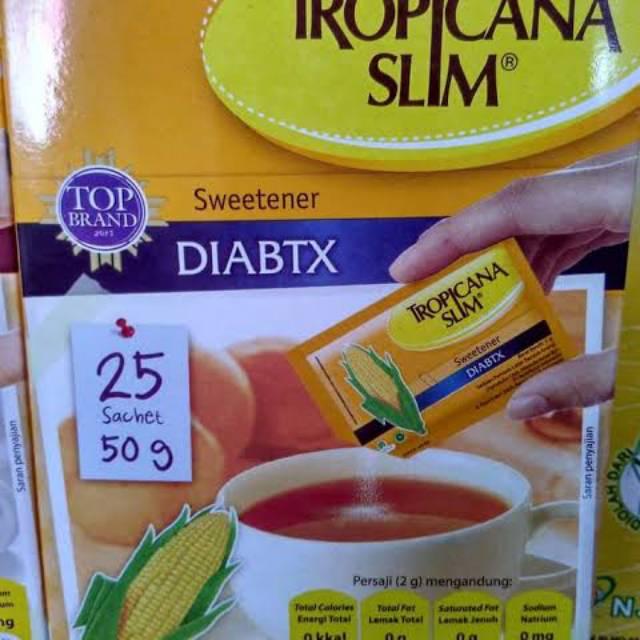 TROPICANA
SLIM®
TOP
BRAND
Sweetener
DIABTX
TROPICANA
SLIM®
Sweetener
DIABTX
25
Sachet
50 g
Saran penyajian
Saran penyajian
Persaji (2 g) mengandung:
Total Calories
Energi Total
0 kkal
Total Fat
Lemak Total
0 g
Saturated Fat
Lemak Jenuh
0 g
Sodium
Natrium
0 mg